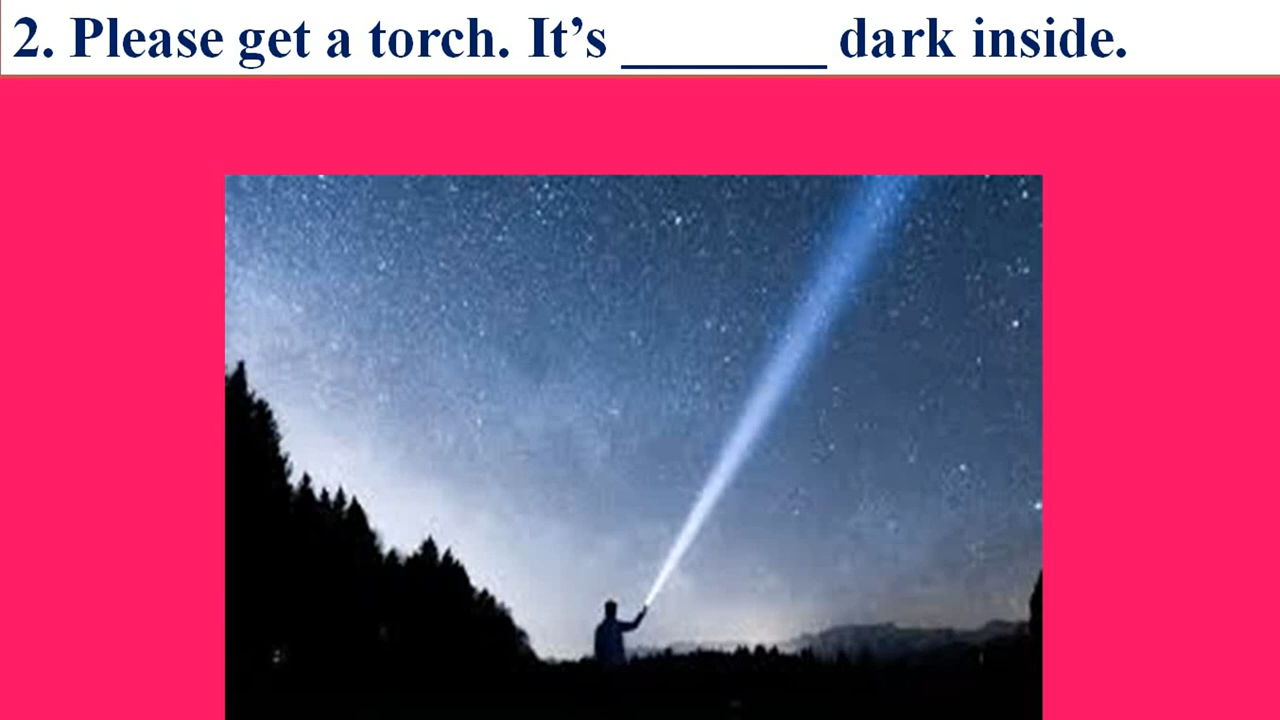 2. Please get a torch. It’s ________ dark inside.